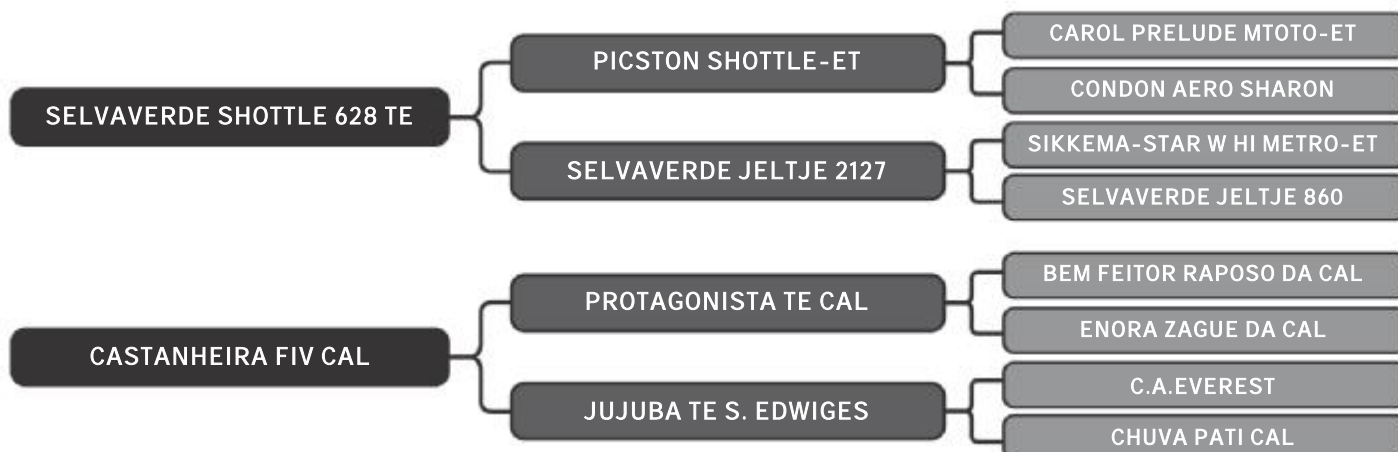 SELVAVERDE SHOTTLE 628 TE
PICSTON SHOTTLE-ET
CAROL PRELUDE MTOTO-ET
CONDON AERO SHARON
SELVAVERDE JELTJE 2127
SIKKEMA-STAR W HI METRO-ET
SELVAVERDE JELTJE 860
CASTANHEIRA FIV CAL
PROTAGONISTA TE CAL
BEM FEITOR RAPOSO DA CAL
ENORA ZAGUE DA CAL
JUJUBA TE S. EDWIGES
C.A.EVEREST
CHUVA PATI CAL